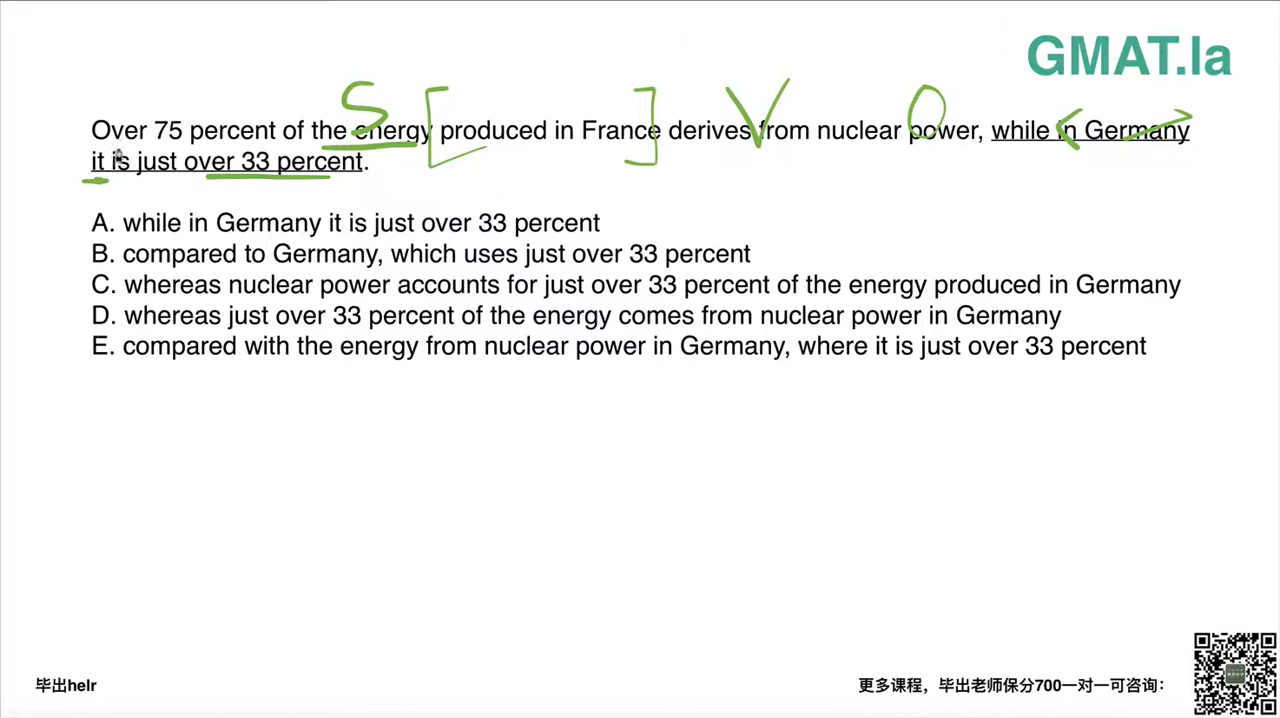 GMAT.la
S [ ] V O < >
Over 75 percent of the energy produced in France derives from nuclear power, while in Germany
it is just over 33 percent.
A. while in Germany it is just over 33 percent
B. compared to Germany, which uses just over 33 percent
C. whereas nuclear power accounts for just over 33 percent of the energy produced in Germany
D. whereas just over 33 percent of the energy comes from nuclear power in Germany
E. compared with the energy from nuclear power in Germany, where it is just over 33 percent
毕出helr
更多课程，毕出老师保分700一对一可咨询：